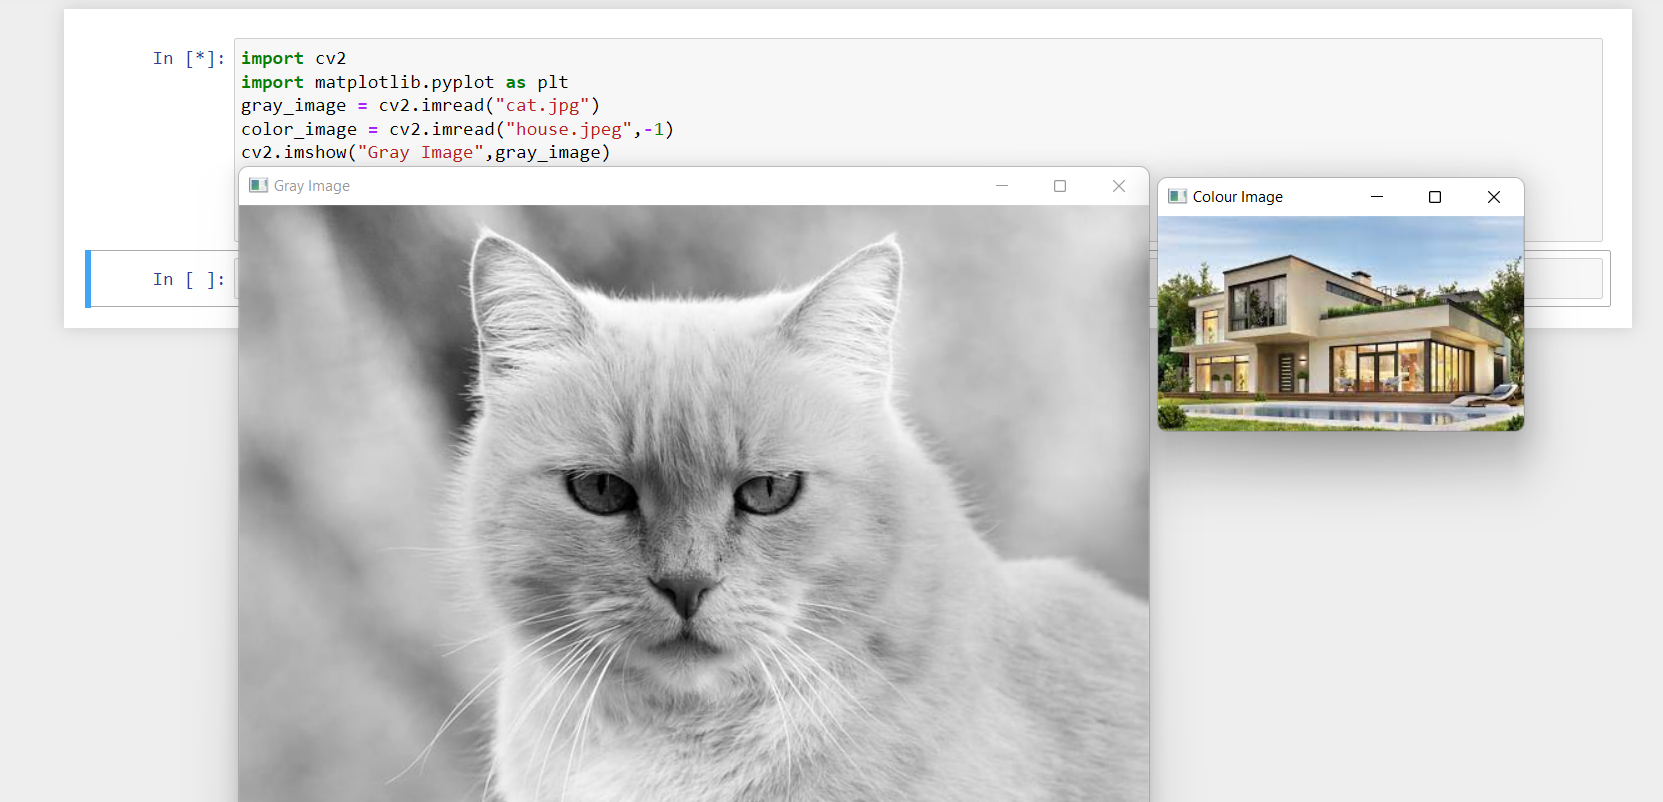 In [*]:
import cv2
import matplotlib.pyplot as plt
gray_image = cv2.imread("cat.jpg")
color_image = cv2.imread("house.jpeg",-1)
cv2.imshow("Gray Image",gray_image)
Gray Image
Colour Image
In [ ]: